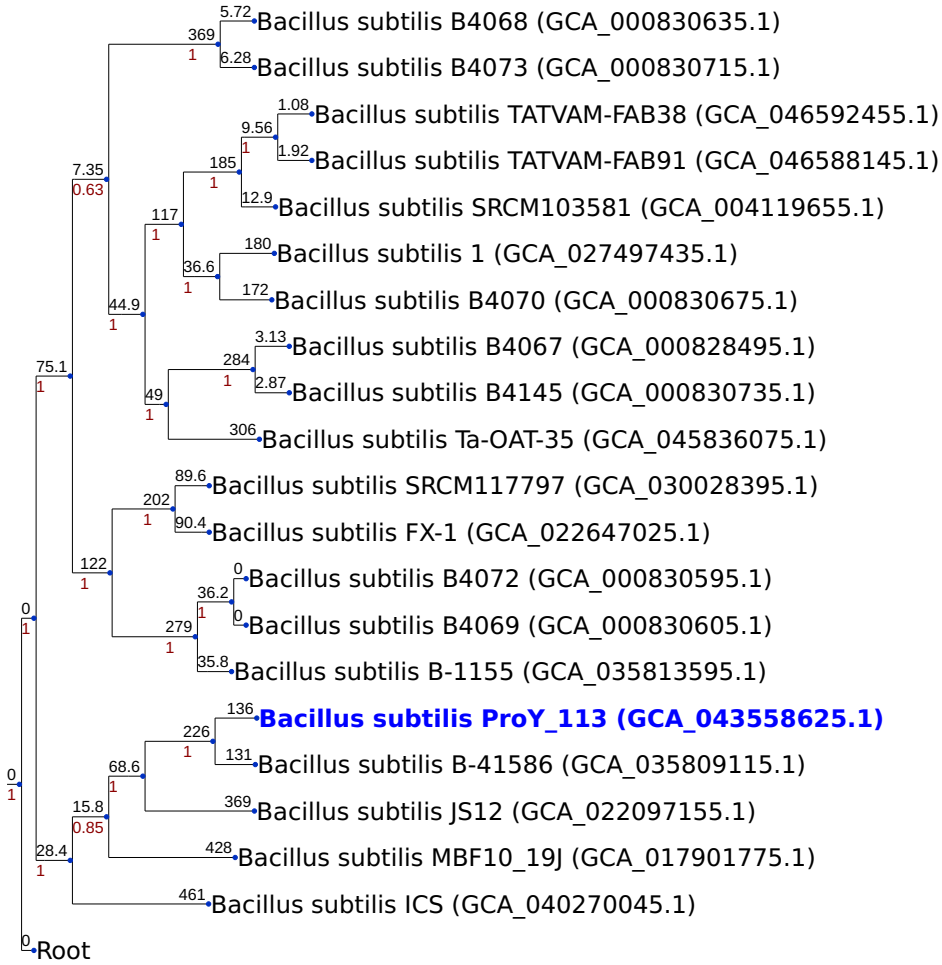 5.72
Bacillus subtilis B4068 (GCA_000830635.1)
369
1
6.28
Bacillus subtilis B4073 (GCA_000830715.1)
1.08
Bacillus subtilis TATVAM-FAB38 (GCA_046592455.1)
9.56
1
1.92
Bacillus subtilis TATVAM-FAB91 (GCA_046588145.1)
7.35
0.63
185
1
12.9
Bacillus subtilis SRCM103581 (GCA_004119655.1)
117
1
180
Bacillus subtilis 1 (GCA_027497435.1)
36.6
1
172
Bacillus subtilis B4070 (GCA_000830675.1)
44.9
1
3.13
Bacillus subtilis B4067 (GCA_000828495.1)
284
1
2.87
Bacillus subtilis B4145 (GCA_000830735.1)
75.1
1
49
1
306
Bacillus subtilis Ta-OAT-35 (GCA_045836075.1)
89.6
Bacillus subtilis SRCM117797 (GCA_030028395.1)
202
1
90.4
Bacillus subtilis FX-1 (GCA_022647025.1)
122
1
0
Bacillus subtilis B4072 (GCA_000830595.1)
36.2
1
0
Bacillus subtilis B4069 (GCA_000830605.1)
0
1
279
1
35.8
Bacillus subtilis B-1155 (GCA_035813595.1)
136
Bacillus subtilis ProY_113 (GCA_043558625.1)
226
1
131
Bacillus subtilis B-41586 (GCA_035809115.1)
0
1
68.6
1
369
Bacillus subtilis JS12 (GCA_022097155.1)
15.8
0.85
428
Bacillus subtilis MBF10_19J (GCA_017901775.1)
28.4
1
461
Bacillus subtilis ICS (GCA_040270045.1)
0
Root